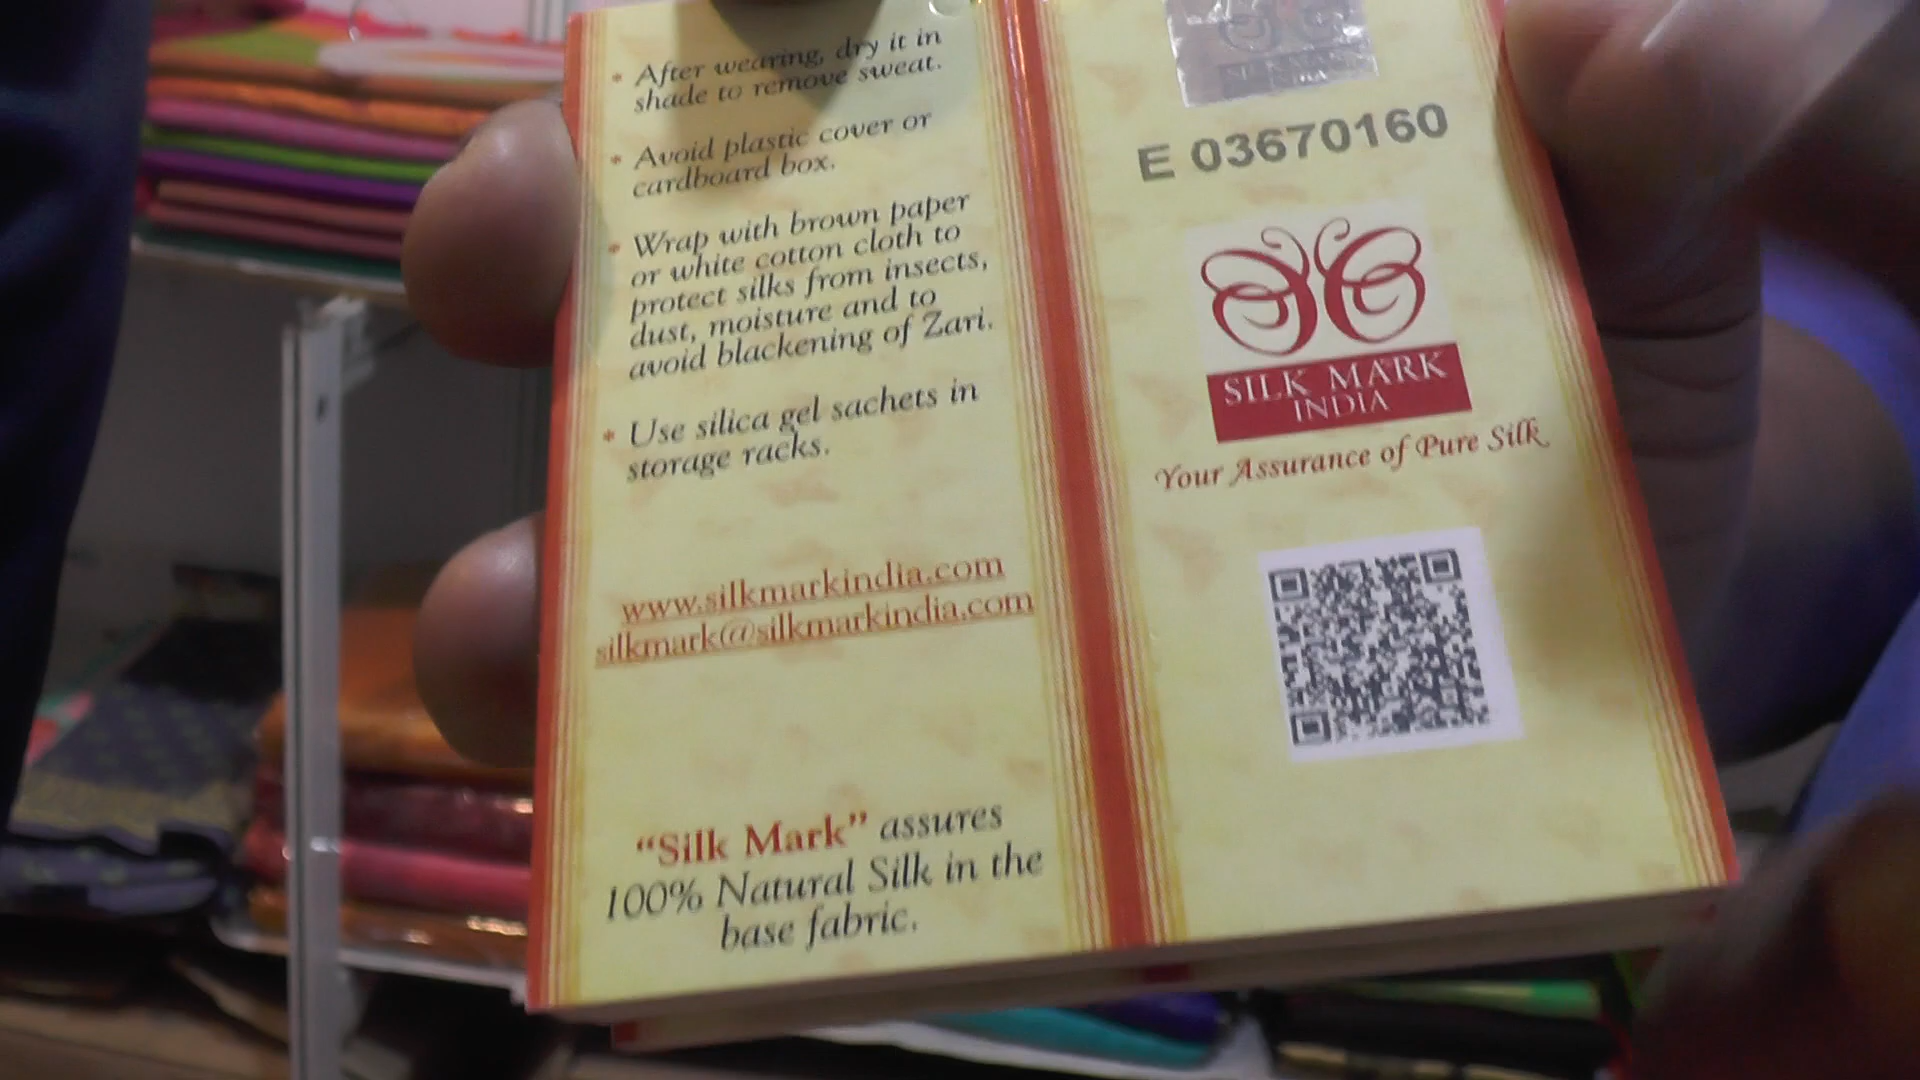 * After wearing, dry it in
shade to remove sweat.
* Avoid plastic cover or
cardboard box.
* Wrap with brown paper
or white cotton cloth to
protect silks from insects,
dust, moisture and to
avoid blackening of Zari.
* Use silica gel sachets in
storage racks.
www.silkmarkindia.com
silkmark@silkmarkindia.com
"Silk Mark" assures
100% Natural Silk in the
base fabric.
E 03670160
SILK MARK
INDIA
Your Assurance of Pure Silk